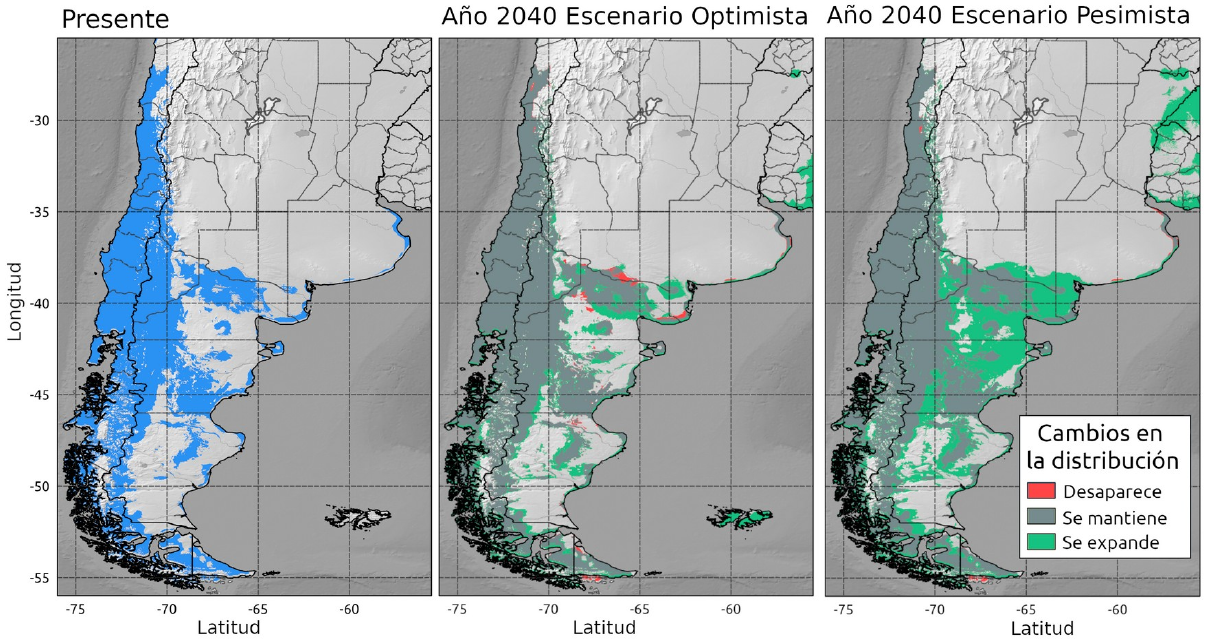 Presente
Año 2040 Escenario Optimista
Año 2040 Escenario Pesimista
Longitud
-30
-35
-40
-45
-50
-55
-75
-70
-65
-60
-75
-70
-65
-60
-75
-70
-65
-60
Latitud
Latitud
Latitud
Cambios en
la distribución
Desaparece
Se mantiene
Se expande